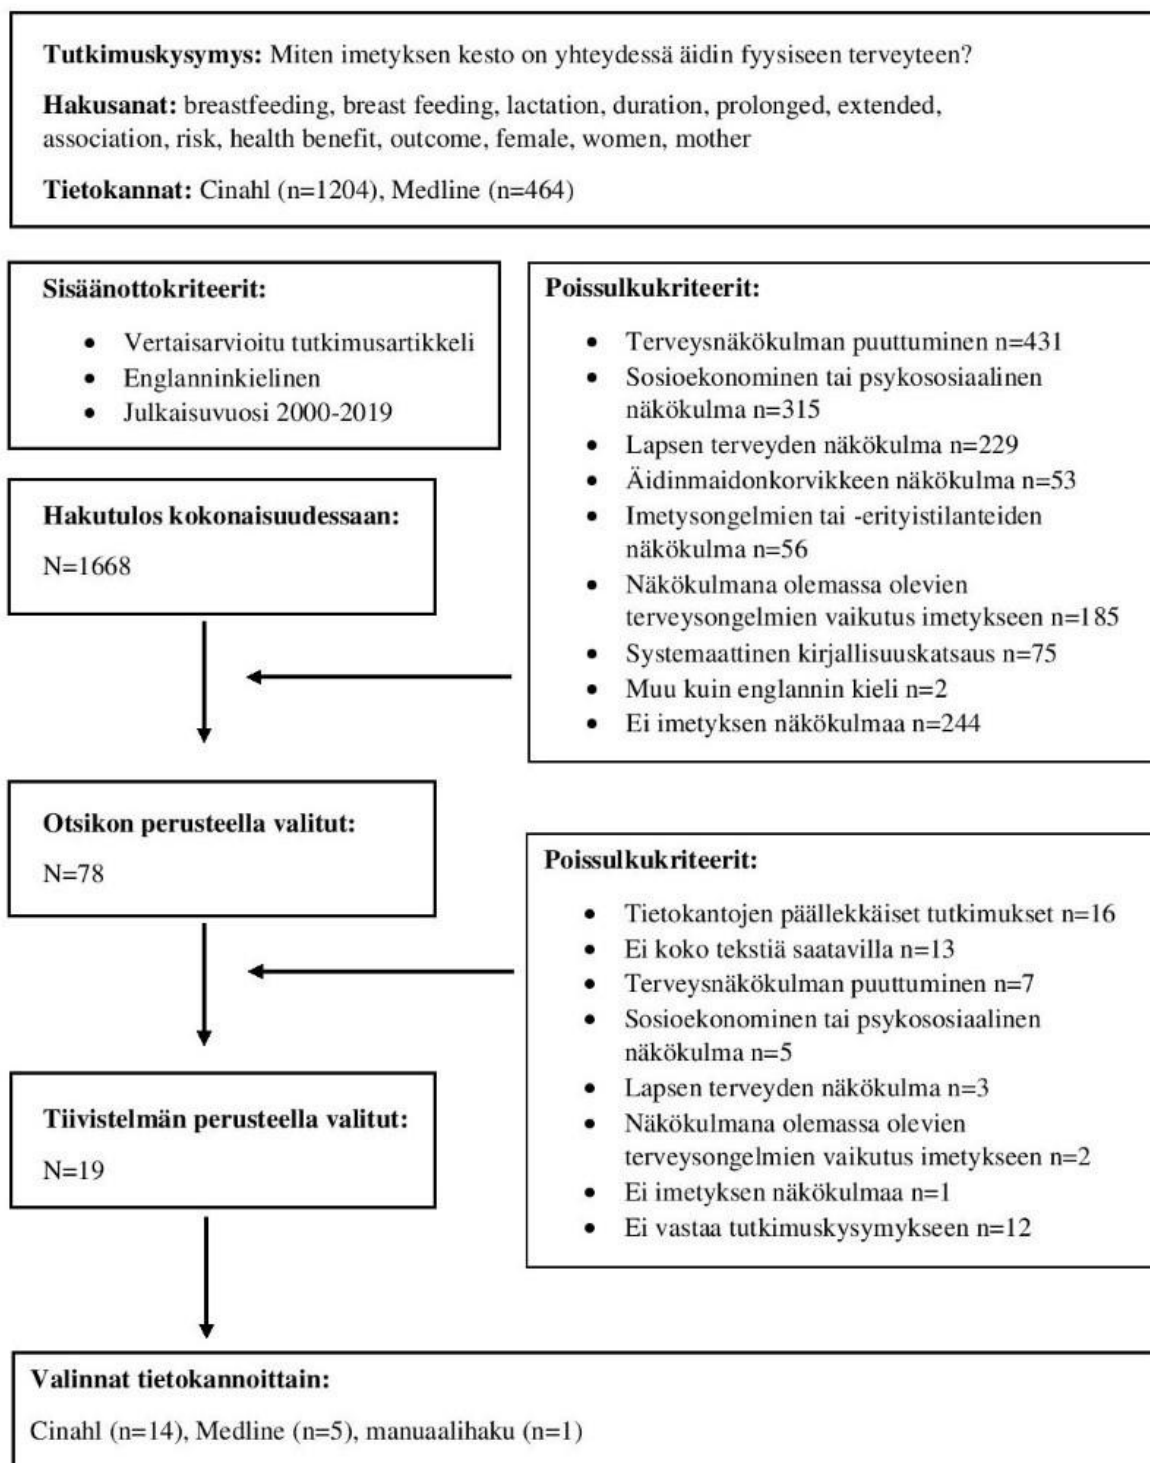 Tutkimuskysymys: Miten imetyksen kesto on yhteydessä äidin fyysiseen terveyteen?
Hakusanat: breastfeeding, breast feeding, lactation, duration, prolonged, extended,
association, risk, health benefit, outcome, female, women, mother
Tietokannat: Cinahl (n=1204), Medline (n=464)
Sisäänottokriteerit:
• Vertaisarvioitu tutkimusartikkeli
• Englanninkielinen
• Julkaisuvuosi 2000-2019
Poissulkukriteerit:
• Terveysnäkökulman puuttuminen n=431
• Sosioekonominen tai psykososiaalinen
näkökulma n=315
• Lapsen terveyden näkökulma n=229
• Äidinmaidonkorvikkeen näkökulma n=53
• Imetysongelmien tai -erityistilanteiden
näkökulma n=56
• Näkökulmana olemassa olevien
terveysongelmien vaikutus imetykseen n=185
• Systemaattinen kirjallisuuskatsaus n=75
• Muu kuin englannin kieli n=2
• Ei imetyksen näkökulmaa n=244
Hakutulos kokonaisuudessaan:
N=1668
Otsikon perusteella valitut:
N=78
Poissulkukriteerit:
• Tietokantojen päällekkäiset tutkimukset n=16
• Ei koko tekstiä saatavilla n=13
• Terveysnäkökulman puuttuminen n=7
• Sosioekonominen tai psykososiaalinen
näkökulma n=5
• Lapsen terveyden näkökulma n=3
• Näkökulmana olemassa olevien
terveysongelmien vaikutus imetykseen n=2
• Ei imetyksen näkökulmaa n=1
• Ei vastaa tutkimuskysymykseen n=12
Tiivistelmän perusteella valitut:
N=19
Valinnat tietokannoittain:
Cinahl (n=14), Medline (n=5), manuaalihaku (n=1)